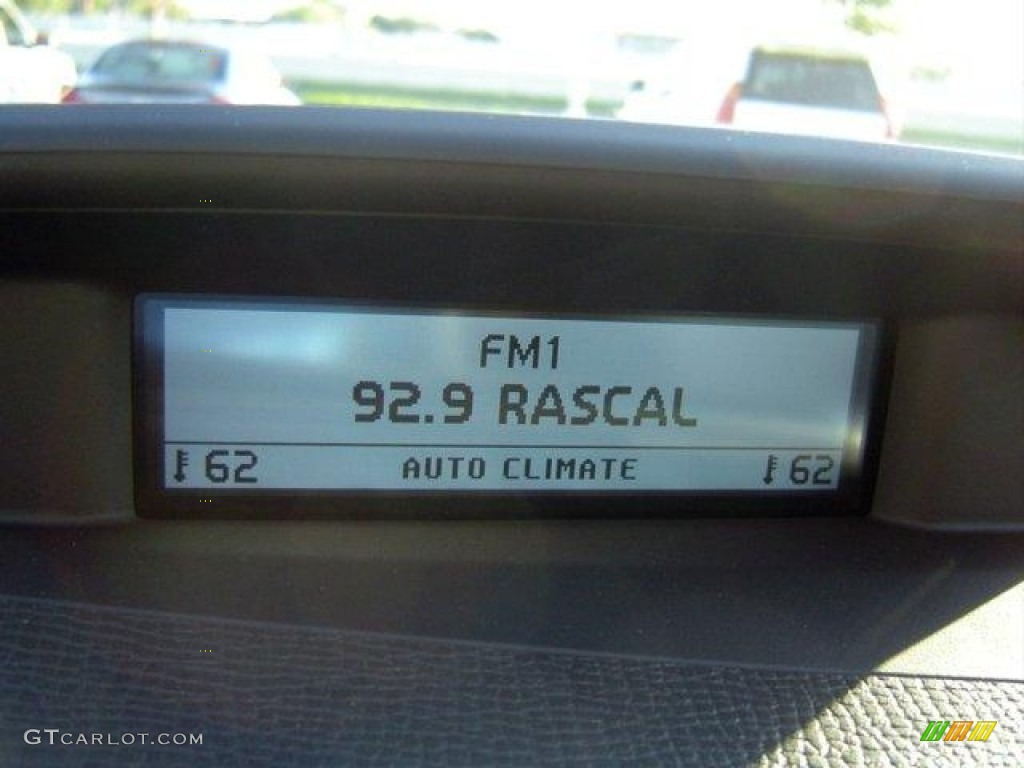 FM1
92.9 RASCAL
62 AUTO CLIMATE 62
GTCARLOT.COM